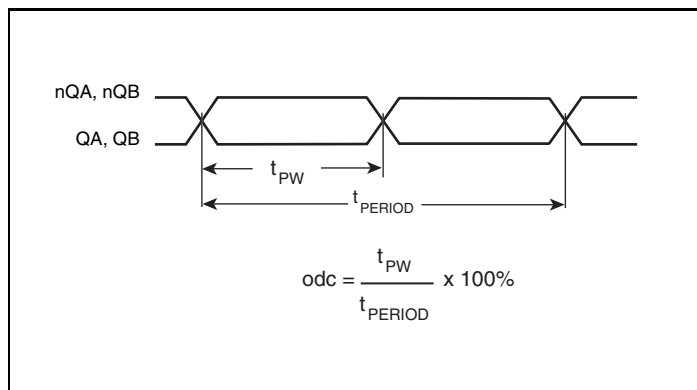 nQA, nQB
QA, QB
tPW
tPERIOD
odc = tPW / tPERIOD x 100%